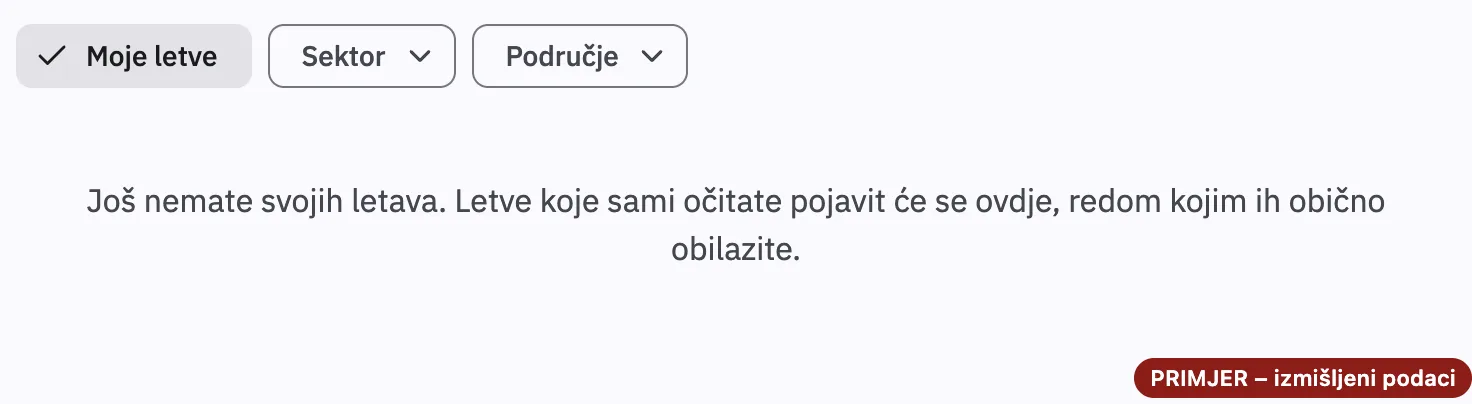 Moje letve Sektor Područje
Još nemate svojih letava. Letve koje sami očitate pojavit će se ovdje, redom kojim ih obično
obilazite.
PRIMJER – izmišljeni podaci